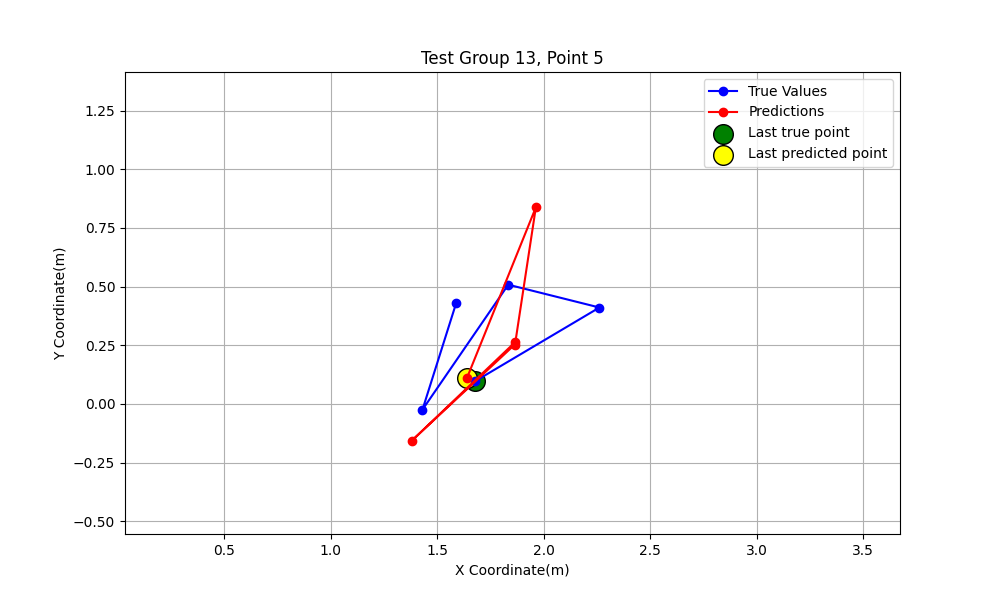 Test Group 13, Point 5
True Values
Predictions
Last true point
Last predicted point
1.25
1.00
0.75
0.50
0.25
0.00
−0.25
−0.50
Y Coordinate(m)
0.5 1.0 1.5 2.0 2.5 3.0 3.5
X Coordinate(m)